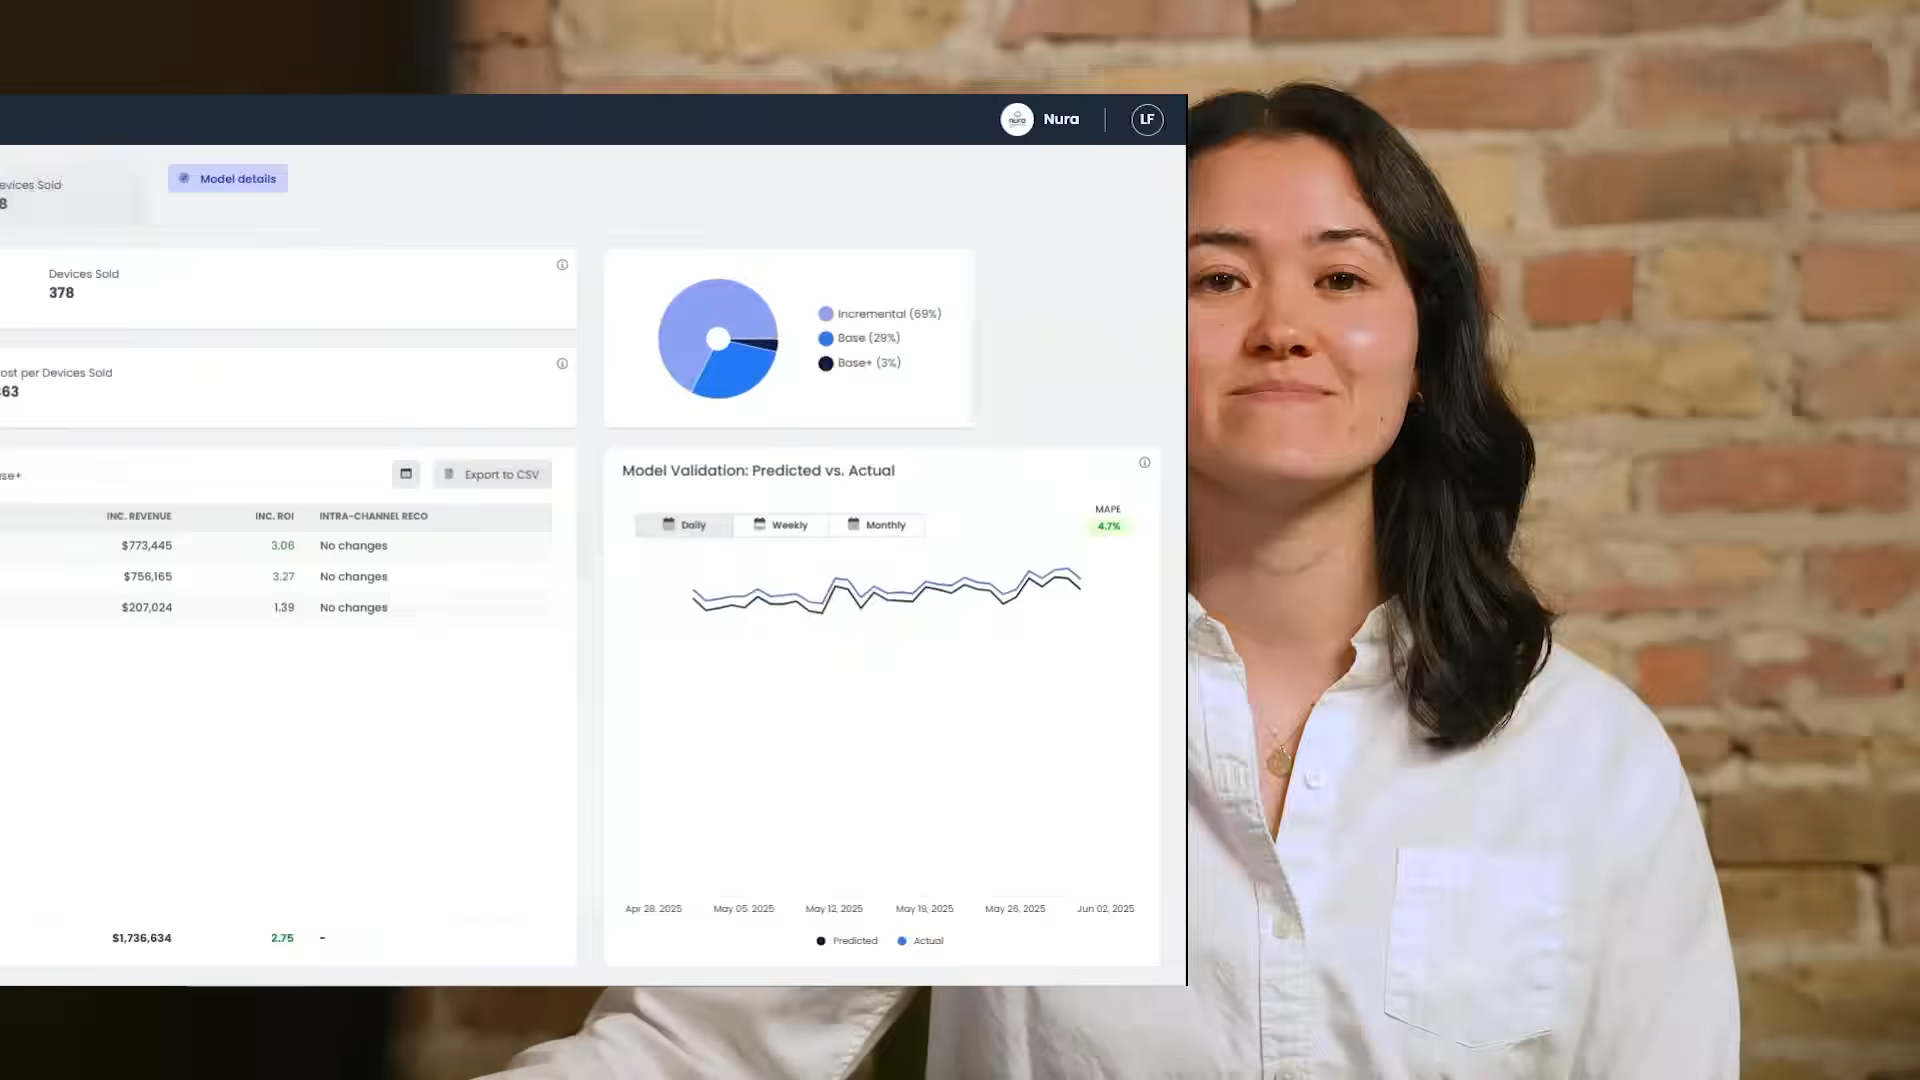 nura
Nura
LF
evices Sold
8
Model details
Devices Sold
378
ost per Devices Sold
63
Incremental (69%)
Base (29%)
Base+ (3%)
se+
Export to CSV
INC. REVENUE INC. ROI INTRA-CHANNEL RECO
$773,445 3.06 No changes
$756,165 3.27 No changes
$207,024 1.39 No changes
$1,736,634 2.75 -
Model Validation: Predicted vs. Actual
MAPE
4.7%
Daily Weekly Monthly
Apr 28, 2025 May 05, 2025 May 12, 2025 May 19, 2025 May 26, 2025 Jun 02, 2025
Predicted Actual